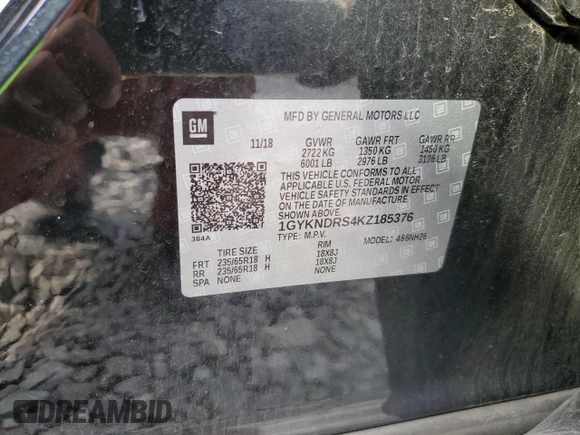 GM
MFD BY GENERAL MOTORS LLC
11/18 GVWR GAWR FRT GAWR RR
2722 KG 1350 KG 1450 KG
6001 LB 2976 LB 3196 LB
THIS VEHICLE CONFORMS TO ALL
APPLICABLE U.S. FEDERAL MOTOR
VEHICLE SAFETY STANDARDS IN EFFECT
ON THE DATE OF MANUFACTURE
SHOWN ABOVE.
1GYKNDRS4KZ185376
TYPE: M.P.V. MODEL: 466NH26
384A
TIRE SIZE RIM
FRT 235/65R18 H 18X8J
RR 235/65R18 H 18X8J
SPA NONE NONE
DREAMBID